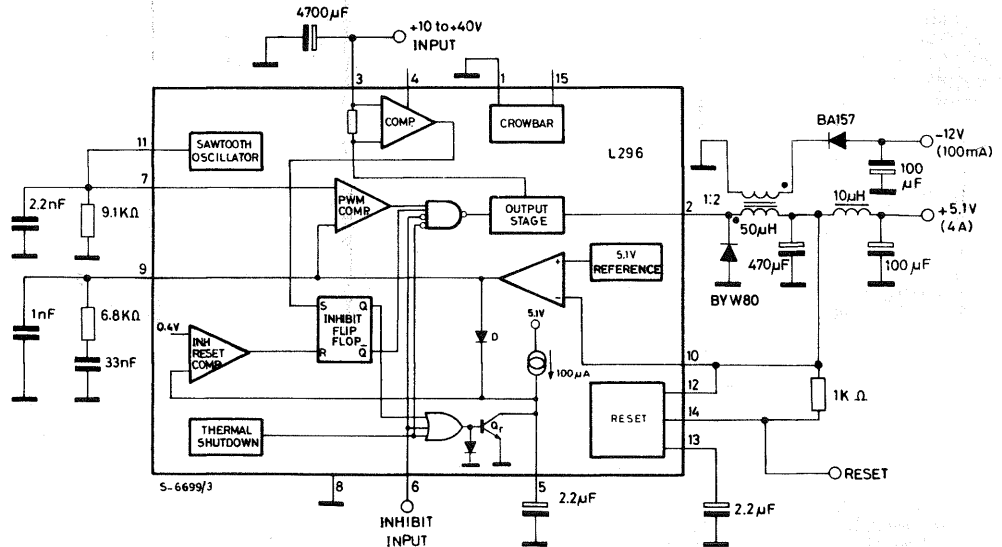 4700µF
+10 to+40V
INPUT
3
4
1
15
COMP.
CROWBAR
L296
BA157
-12V
(100mA)
100
µF
11
SAWTOOTH
OSCILLATOR
7
2.2nF
9.1KΩ
PWM
COMP.
OUTPUT
STAGE
2
1:2
50µH
10µH
+5.1V
(4A)
470µF
100µF
BYW80
5.1V
REFERENCE
+
−
9
1nF
6.8KΩ
33nF
0.4V
INH
RESET
COMP.
S
Q
INHIBIT
FLIP
FLOP
R
Q̅
D
5.1V
100µA
10
12
14
13
RESET
1KΩ
THERMAL
SHUTDOWN
Qr
RESET
S-6699/3
8
6
5
2.2µF
2.2µF
INHIBIT
INPUT